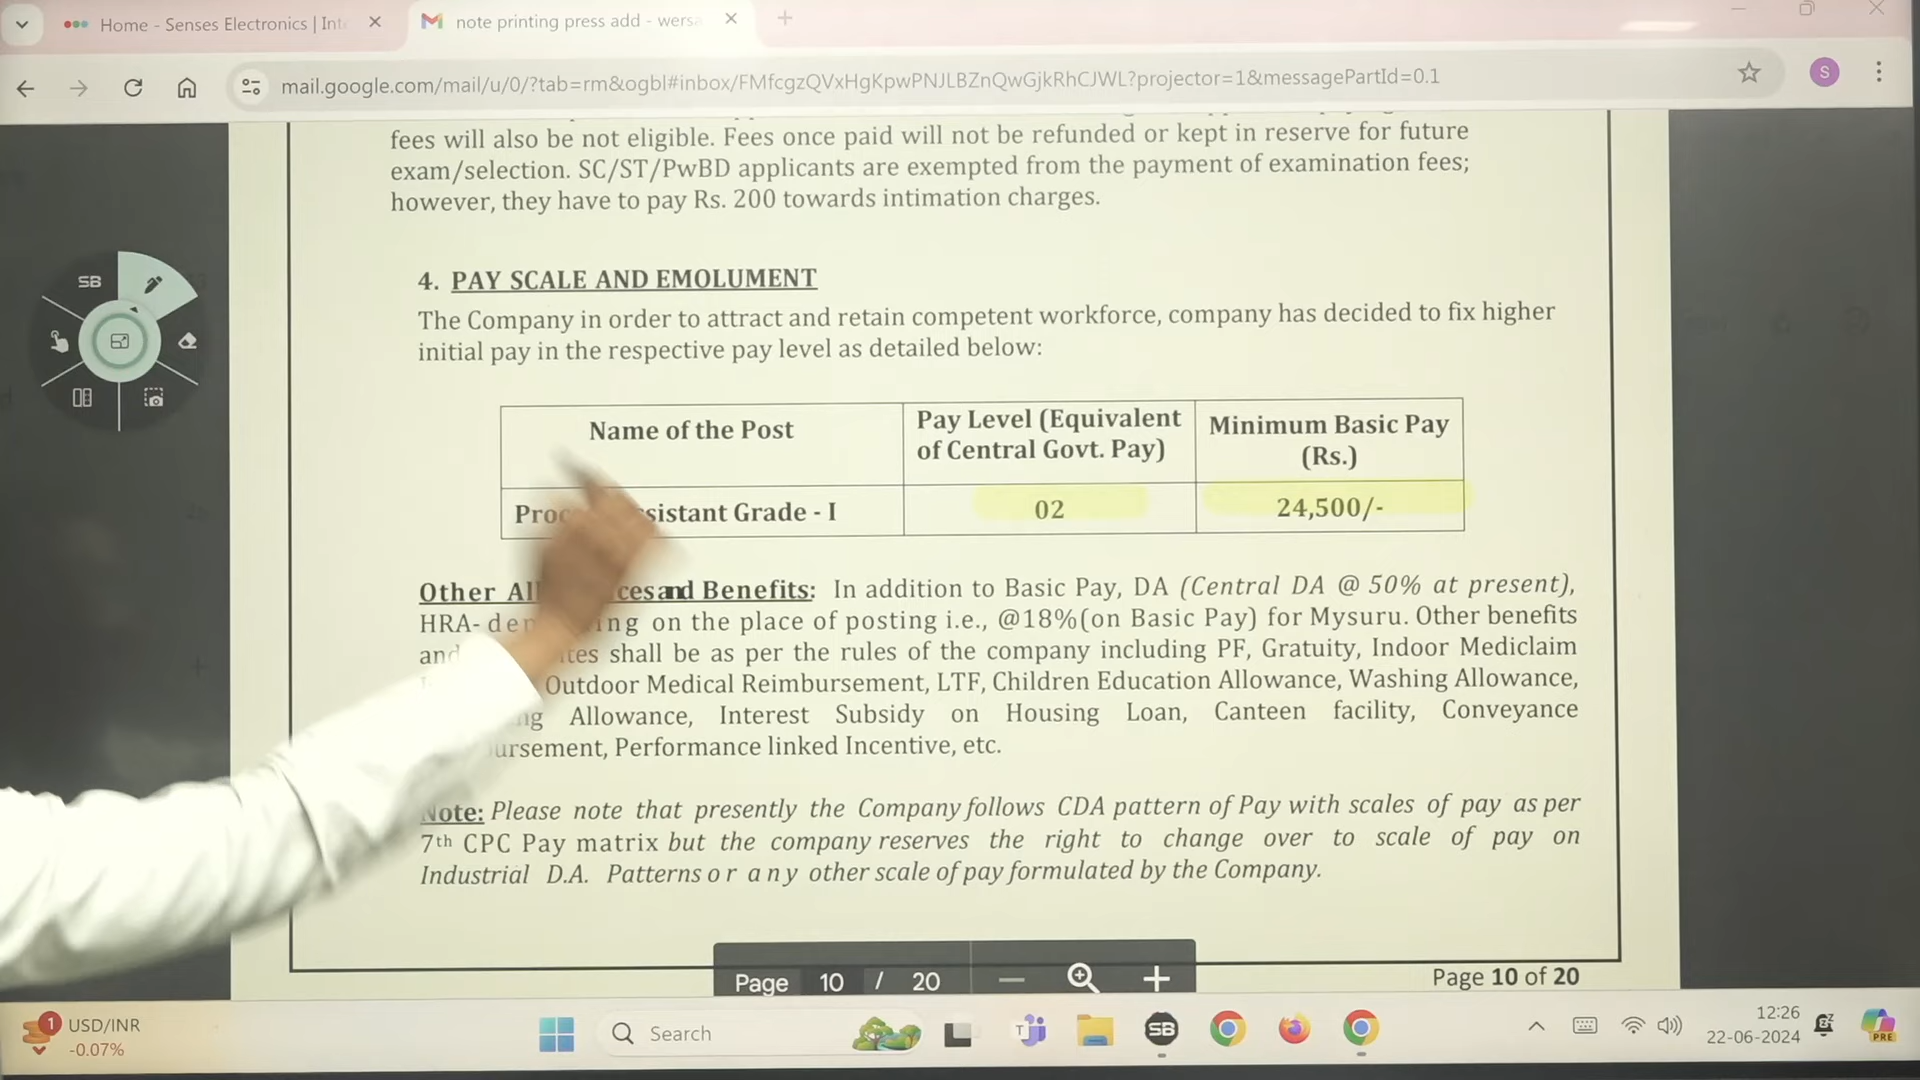 Home - Senses Electronics | Int
note printing press add - wersa
mail.google.com/mail/u/0/?tab=rm&ogbl#inbox/FMfcgzQVxHgKpwPNJLBZnQwGjkRhCJWL?projector=1&messagePartId=0.1
S
fees will also be not eligible. Fees once paid will not be refunded or kept in reserve for future
exam/selection. SC/ST/PwBD applicants are exempted from the payment of examination fees;
however, they have to pay Rs. 200 towards intimation charges.
SB
4. PAY SCALE AND EMOLUMENT
The Company in order to attract and retain competent workforce, company has decided to fix higher
initial pay in the respective pay level as detailed below:
Name of the Post
Pay Level (Equivalent
of Central Govt. Pay)
Minimum Basic Pay
(Rs.)
Proc sistant Grade - I
02
24,500/-
Other All ces and Benefits: In addition to Basic Pay, DA (Central DA @ 50% at present),
HRA- de ing on the place of posting i.e., @18%(on Basic Pay) for Mysuru. Other benefits
and tes shall be as per the rules of the company including PF, Gratuity, Indoor Mediclaim
Outdoor Medical Reimbursement, LTF, Children Education Allowance, Washing Allowance,
ng Allowance, Interest Subsidy on Housing Loan, Canteen facility, Conveyance
ursement, Performance linked Incentive, etc.
Note: Please note that presently the Company follows CDA pattern of Pay with scales of pay as per
7th CPC Pay matrix but the company reserves the right to change over to scale of pay on
Industrial D.A. Patterns o r a n y other scale of pay formulated by the Company.
Page 10 / 20
Page 10 of 20
1
USD/INR
-0.07%
Search
T
SB
12:26
22-06-2024
PRE